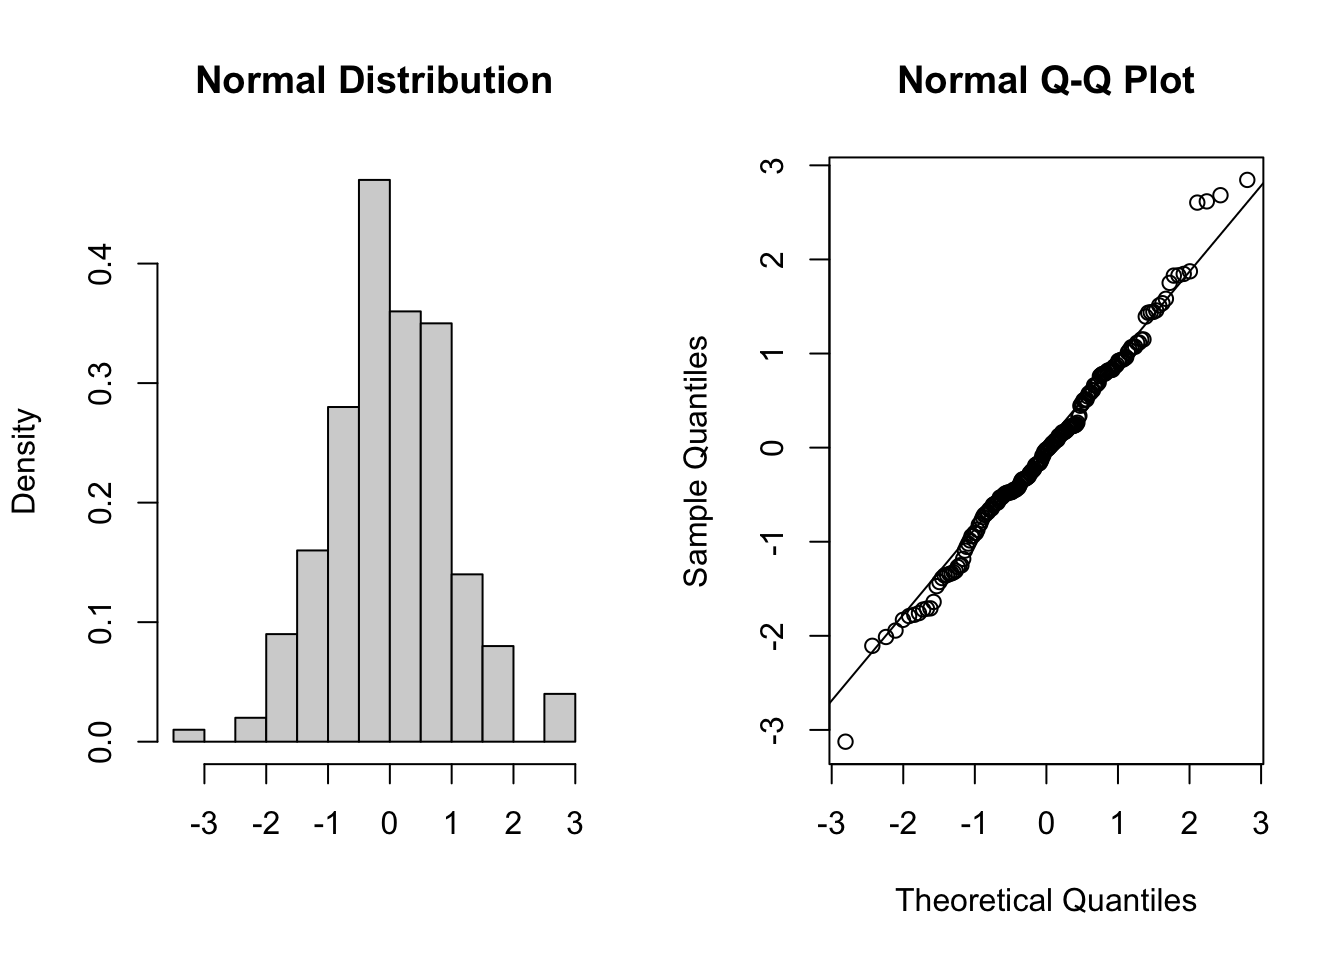 Normal Distribution
Density
0.0
0.1
0.2
0.3
0.4
-3 -2 -1 0 1 2 3
Normal Q-Q Plot
Sample Quantiles
-3
-2
-1
0
1
2
3
-3 -2 -1 0 1 2 3
Theoretical Quantiles